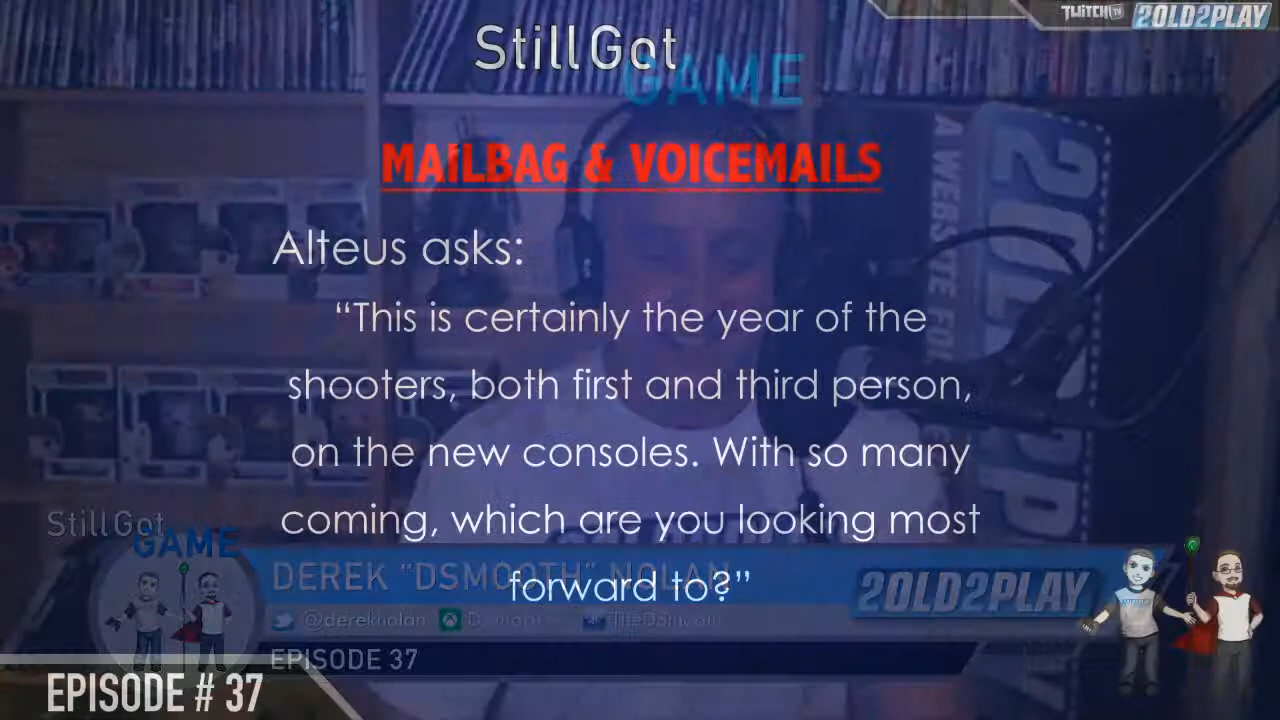 TWITCH TV 2OLD2PLAY
StillGot
GAME
MAILBAG & VOICEMAILS
Alteus asks:
“This is certainly the year of the
shooters, both first and third person,
on the new consoles. With so many
coming, which are you looking most
forward to?”
StillGot
GAME
DEREK “DSMOOTH” NOLAN
2OLD2PLAY
@dereknolan
EPISODE 37
EPISODE # 37